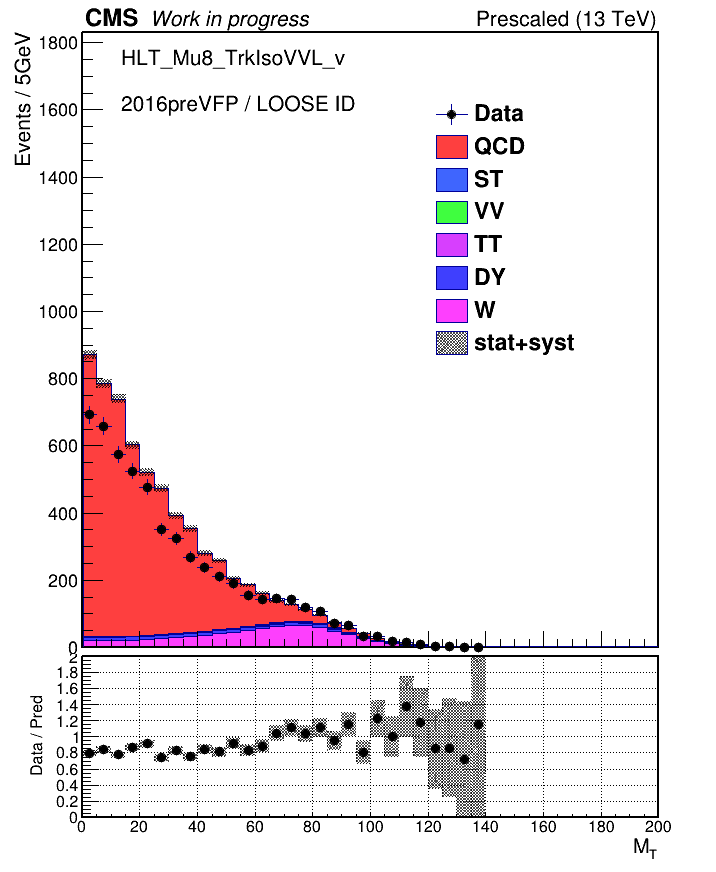 CMS Work in progress Prescaled (13 TeV)
Events / 5GeV
HLT_Mu8_TrkIsoVVL_v
2016preVFP / LOOSE ID
Data
QCD
ST
VV
TT
DY
W
stat+syst
1800
1600
1400
1200
1000
800
600
400
200
0
Data / Pred
2
1.8
1.6
1.4
1.2
1
0.8
0.6
0.4
0.2
0
0 20 40 60 80 100 120 140 160 180 200
M_T